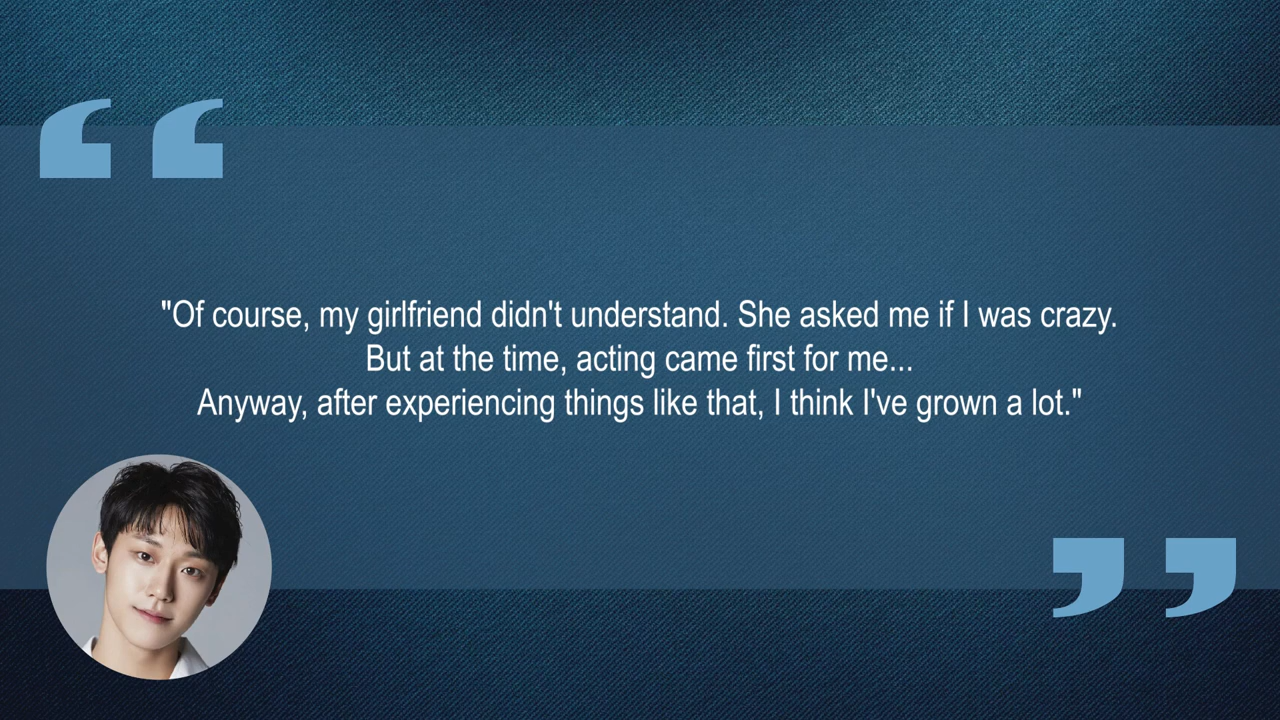 "Of course, my girlfriend didn't understand. She asked me if I was crazy.
But at the time, acting came first for me...
Anyway, after experiencing things like that, I think I've grown a lot."